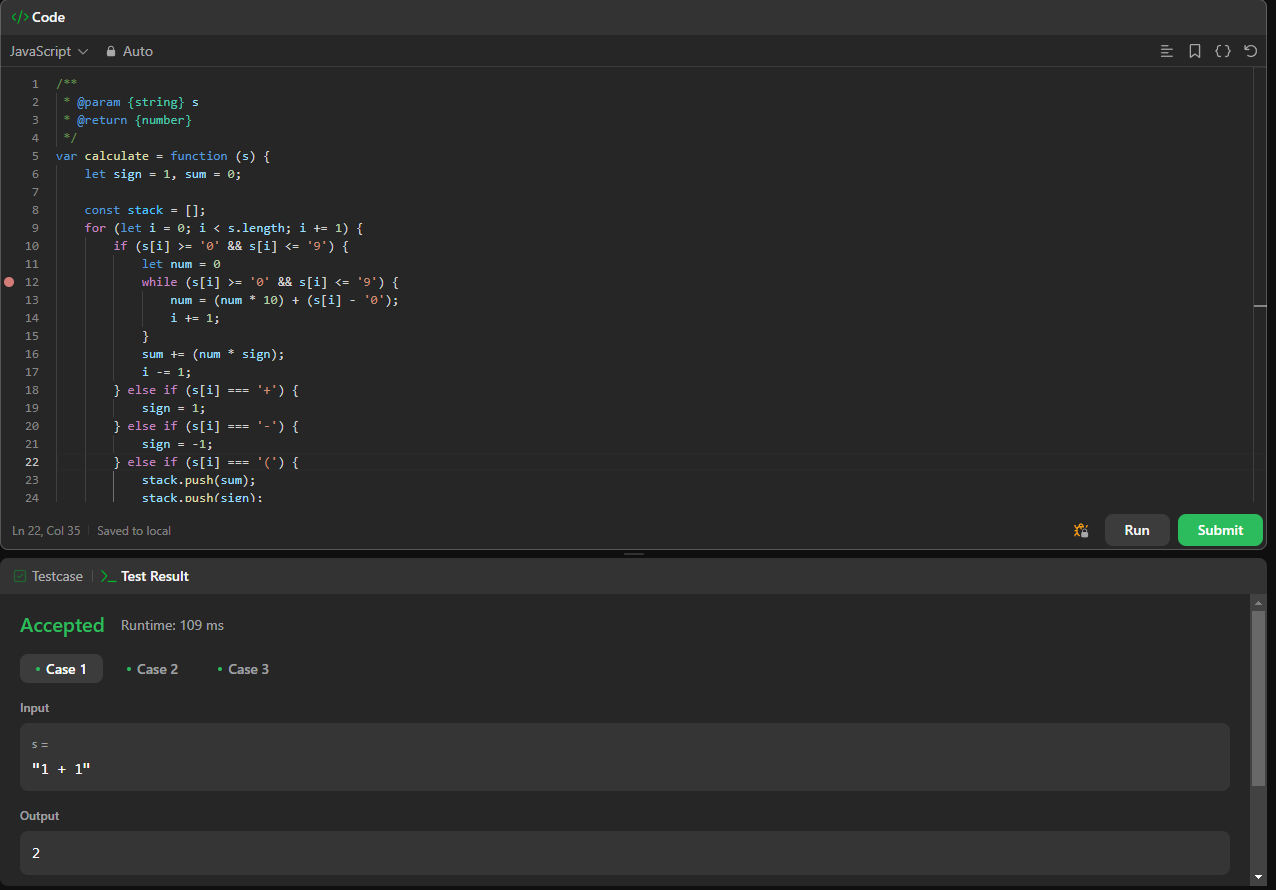 </> Code
JavaScript Auto
1 /**
2  * @param {string} s
3  * @return {number}
4  */
5 var calculate = function (s) {
6     let sign = 1, sum = 0;
7
8     const stack = [];
9     for (let i = 0; i < s.length; i += 1) {
10         if (s[i] >= '0' && s[i] <= '9') {
11             let num = 0
12             while (s[i] >= '0' && s[i] <= '9') {
13                 num = (num * 10) + (s[i] - '0');
14                 i += 1;
15             }
16             sum += (num * sign);
17             i -= 1;
18         } else if (s[i] === '+') {
19             sign = 1;
20         } else if (s[i] === '-') {
21             sign = -1;
22         } else if (s[i] === '(') {
23             stack.push(sum);
24             stack.push(sign);
Ln 22, Col 35 Saved to local
Run Submit
Testcase >_ Test Result
Accepted Runtime: 109 ms
• Case 1 • Case 2 • Case 3
Input
s =
"1 + 1"
Output
2